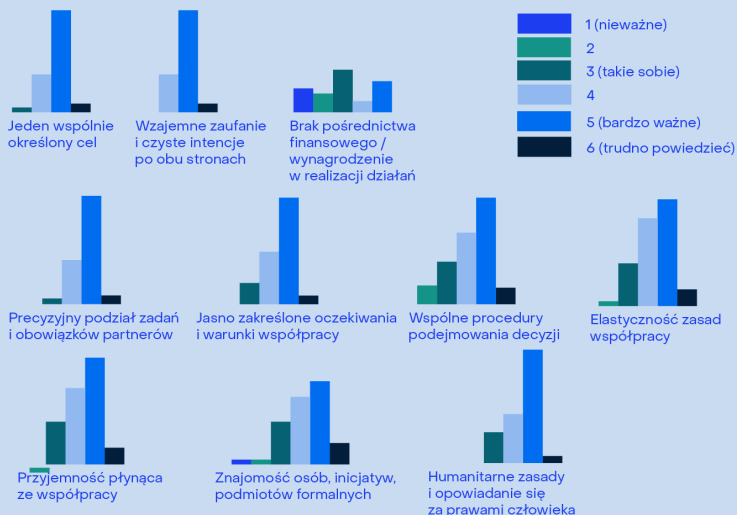 1 (nieważne)
2
3 (takie sobie)
4
5 (bardzo ważne)
6 (trudno powiedzieć)
Jeden wspólnie
określony cel
Wzajemne zaufanie
i czyste intencje
po obu stronach
Brak pośrednictwa
finansowego /
wynagrodzenie
w realizacji działań
Precyzyjny podział zadań
i obowiązków partnerów
Jasno zakreślone oczekiwania
i warunki współpracy
Wspólne procedury
podejmowania decyzji
Elastyczność zasad
współpracy
Przyjemność płynąca
ze współpracy
Znajomość osób, inicjatyw,
podmiotów formalnych
Humanitarne zasady
i opowiadanie się
za prawami człowieka